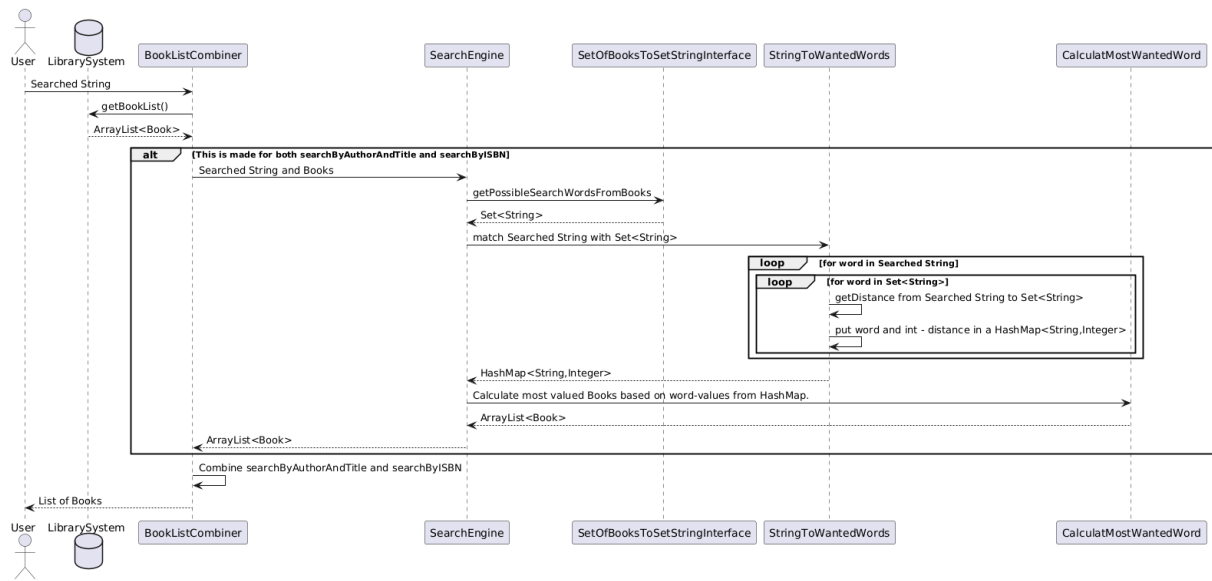 User
LibrarySystem
BookListCombiner
SearchEngine
SetOfBooksToSetStringInterface
StringToWantedWords
CalculatMostWantedWord
Searched String
getBookList()
ArrayList<Book>
alt
[This is made for both searchByAuthorAndTitle and searchByISBN]
Searched String and Books
getPossibleSearchWordsFromBooks
Set<String>
match Searched String with Set<String>
loop
[for word in Searched String]
loop
[for word in Set<String>]
getDistance from Searched String to Set<String>
put word and int - distance in a HashMap<String,Integer>
HashMap<String,Integer>
Calculate most valued Books based on word-values from HashMap.
ArrayList<Book>
ArrayList<Book>
Combine searchByAuthorAndTitle and searchByISBN
List of Books
User
LibrarySystem
BookListCombiner
SearchEngine
SetOfBooksToSetStringInterface
StringToWantedWords
CalculatMostWantedWord